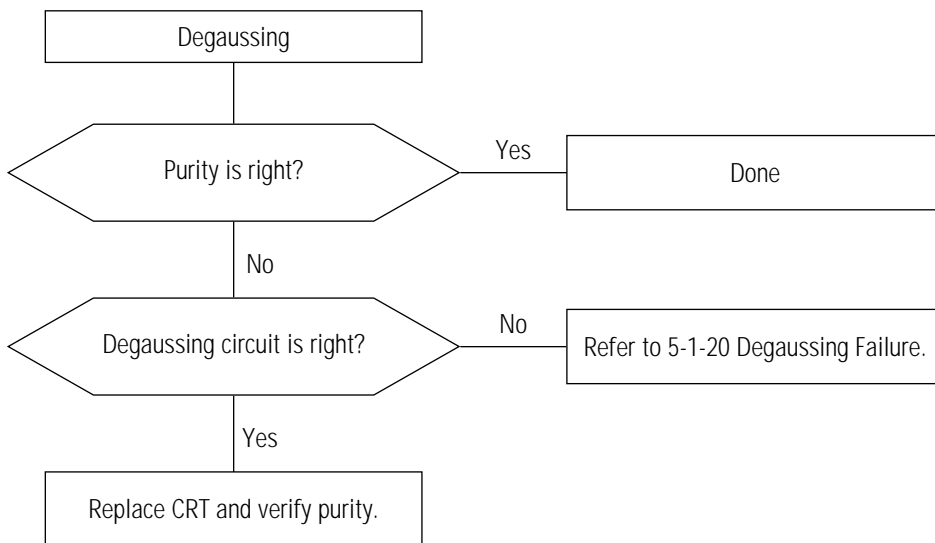 Degaussing
Purity is right?
Yes
Done
No
Degaussing circuit is right?
No
Refer to 5-1-20 Degaussing Failure.
Yes
Replace CRT and verify purity.